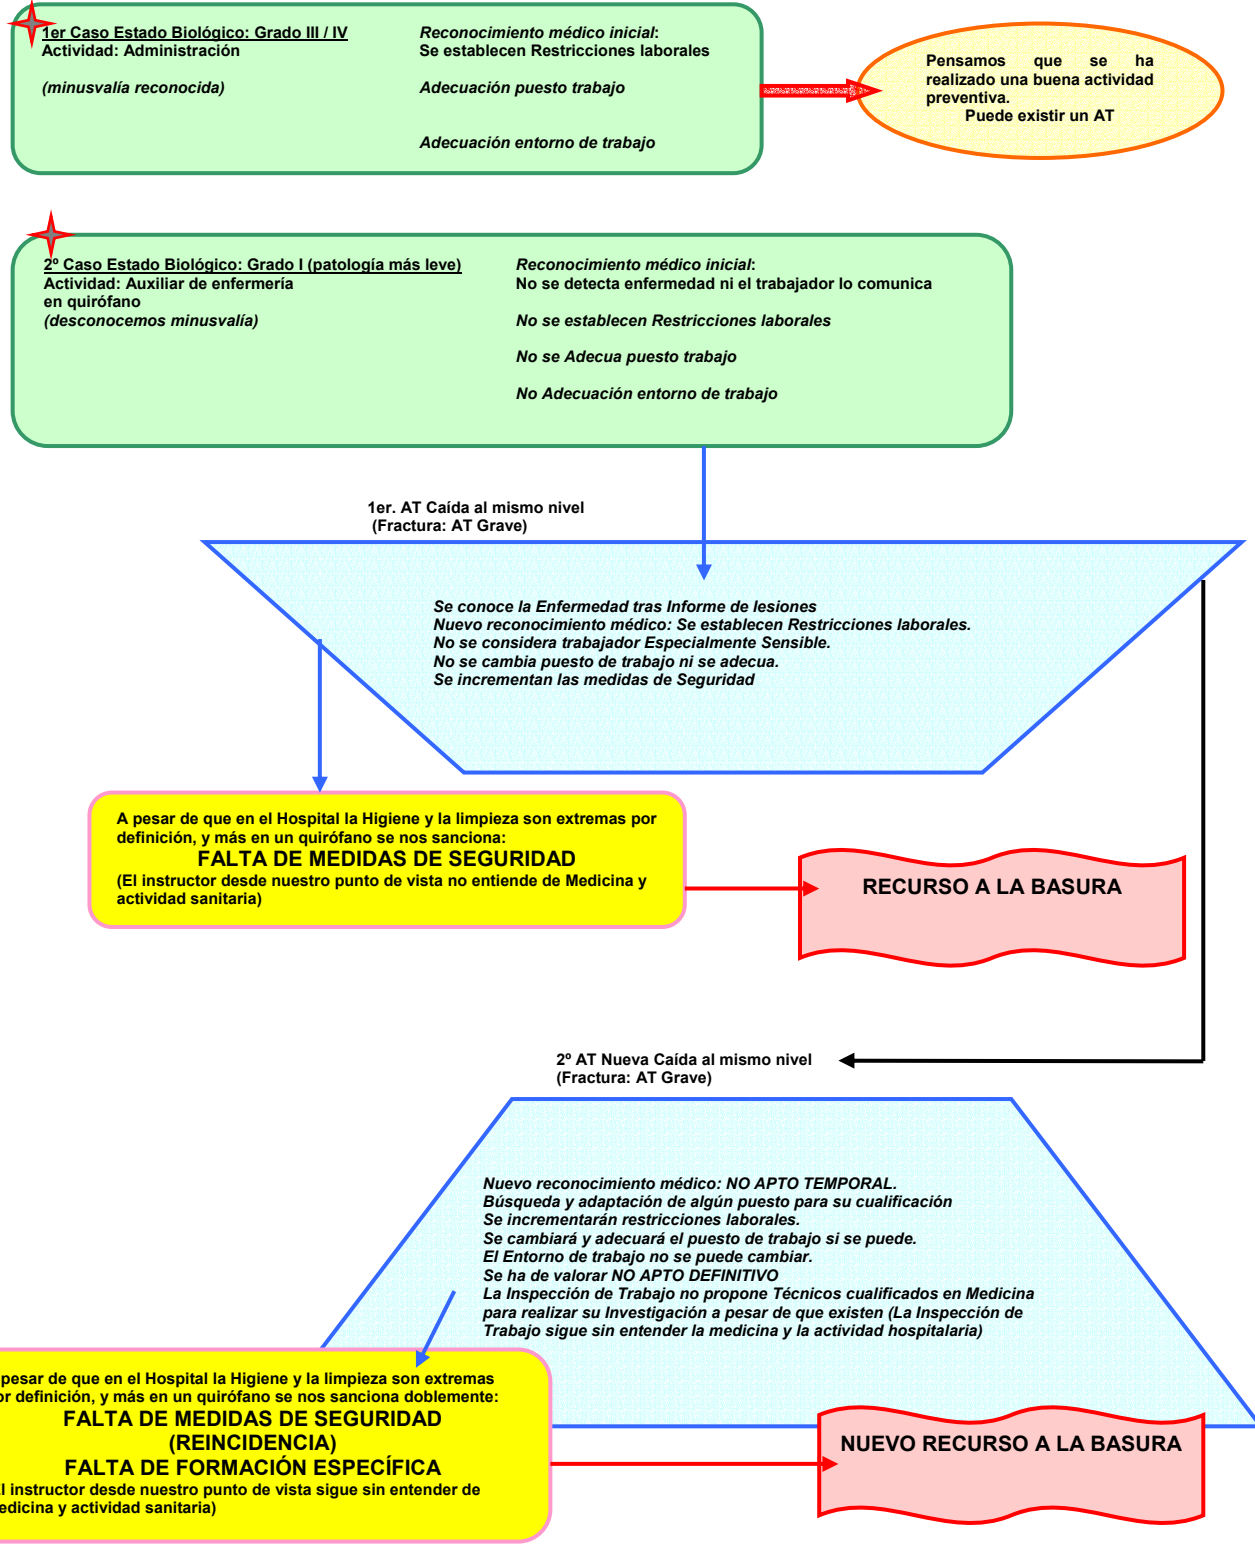 1er Caso Estado Biológico: Grado III / IV
Actividad: Administración
(minusvalía reconocida)
Reconocimiento médico inicial:
Se establecen Restricciones laborales
Adecuación puesto trabajo
Adecuación entorno de trabajo
Pensamos que se ha
realizado una buena actividad
preventiva.
Puede existir un AT
2º Caso Estado Biológico: Grado I (patología más leve)
Actividad: Auxiliar de enfermería
en quirófano
(desconocemos minusvalía)
Reconocimiento médico inicial:
No se detecta enfermedad ni el trabajador lo comunica
No se establecen Restricciones laborales
No se Adecua puesto trabajo
No Adecuación entorno de trabajo
1er. AT Caída al mismo nivel
(Fractura: AT Grave)
Se conoce la Enfermedad tras Informe de lesiones
Nuevo reconocimiento médico: Se establecen Restricciones laborales.
No se considera trabajador Especialmente Sensible.
No se cambia puesto de trabajo ni se adecua.
Se incrementan las medidas de Seguridad
A pesar de que en el Hospital la Higiene y la limpieza son extremas por
definición, y más en un quirófano se nos sanciona:
FALTA DE MEDIDAS DE SEGURIDAD
(El instructor desde nuestro punto de vista no entiende de Medicina y
actividad sanitaria)
RECURSO A LA BASURA
2º AT Nueva Caída al mismo nivel
(Fractura: AT Grave)
Nuevo reconocimiento médico: NO APTO TEMPORAL.
Búsqueda y adaptación de algún puesto para su cualificación
Se incrementarán restricciones laborales.
Se cambiará y adecuará el puesto de trabajo si se puede.
El Entorno de trabajo no se puede cambiar.
Se ha de valorar NO APTO DEFINITIVO
La Inspección de Trabajo no propone Técnicos cualificados en Medicina
para realizar su Investigación a pesar de que existen (La Inspección de
Trabajo sigue sin entender la medicina y la actividad hospitalaria)
pesar de que en el Hospital la Higiene y la limpieza son extremas
or definición, y más en un quirófano se nos sanciona doblemente:
FALTA DE MEDIDAS DE SEGURIDAD
(REINCIDENCIA)
FALTA DE FORMACIÓN ESPECÍFICA
El instructor desde nuestro punto de vista sigue sin entender de
edicina y actividad sanitaria)
NUEVO RECURSO A LA BASURA